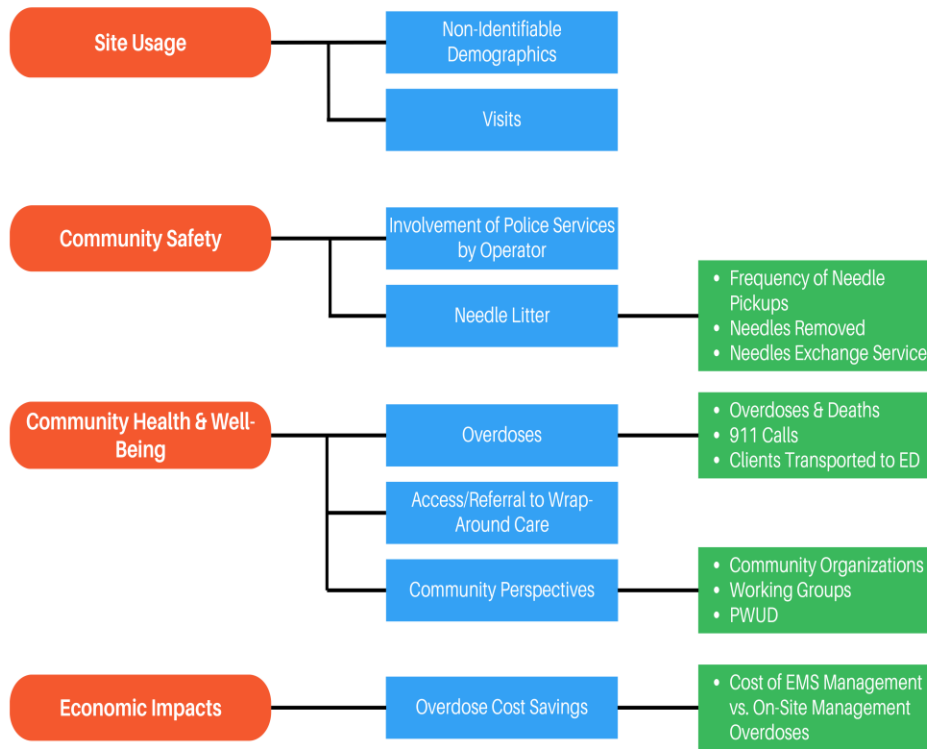 Site Usage
Non-Identifiable
Demographics
Visits
Community Safety
Involvement of Police Services
by Operator
Needle Litter
• Frequency of Needle
Pickups
• Needles Removed
• Needles Exchange Service
Community Health & Well-
Being
Overdoses
• Overdoses & Deaths
• 911 Calls
• Clients Transported to ED
Access/Referral to Wrap-
Around Care
Community Perspectives
• Community Organizations
• Working Groups
• PWUD
Economic Impacts
Overdose Cost Savings
• Cost of EMS Management
vs. On-Site Management
Overdoses